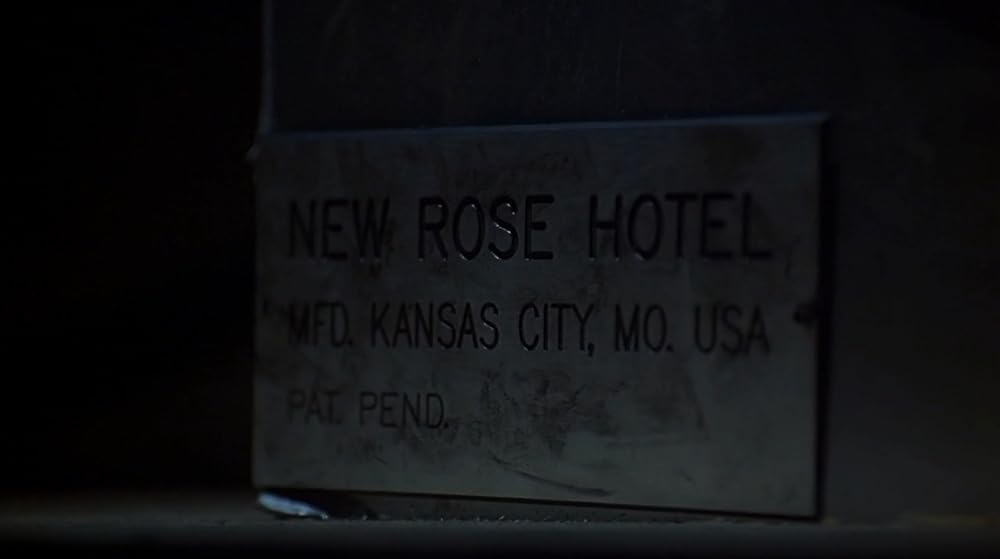 NEW ROSE HOTEL
MFD. KANSAS CITY, MO. USA
PAT. PEND.